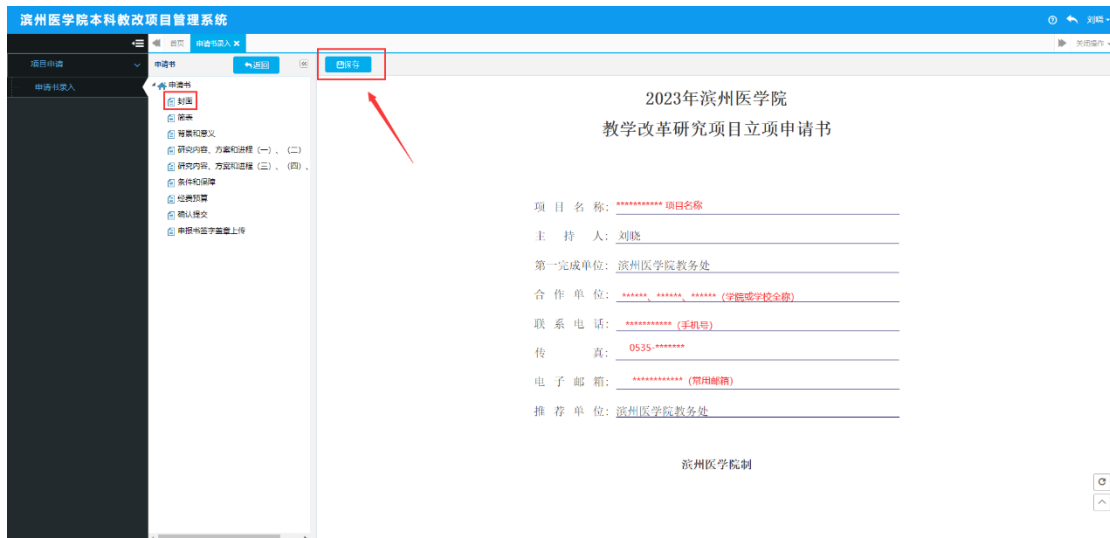 滨州医学院本科教改项目管理系统
刘晓
首页 申请书录入 ×
关闭操作
项目申请
申请书录入
申请书 返回
保存
申请书
封面
简表
背景和意义
研究内容、方案和进程（一）、（二）
研究内容、方案和进程（三）、（四）、
条件和保障
经费预算
确认提交
申报书签字盖章上传
2023年滨州医学院
教学改革研究项目立项申请书
项目名称: *********** 项目名称
主持人: 刘晓
第一完成单位: 滨州医学院教务处
合作单位: ******、******、****** (学院或学校全称)
联系电话: *********** (手机号)
传真: 0535-*******
电子邮箱: ************ (常用邮箱)
推荐单位: 滨州医学院教务处
滨州医学院制